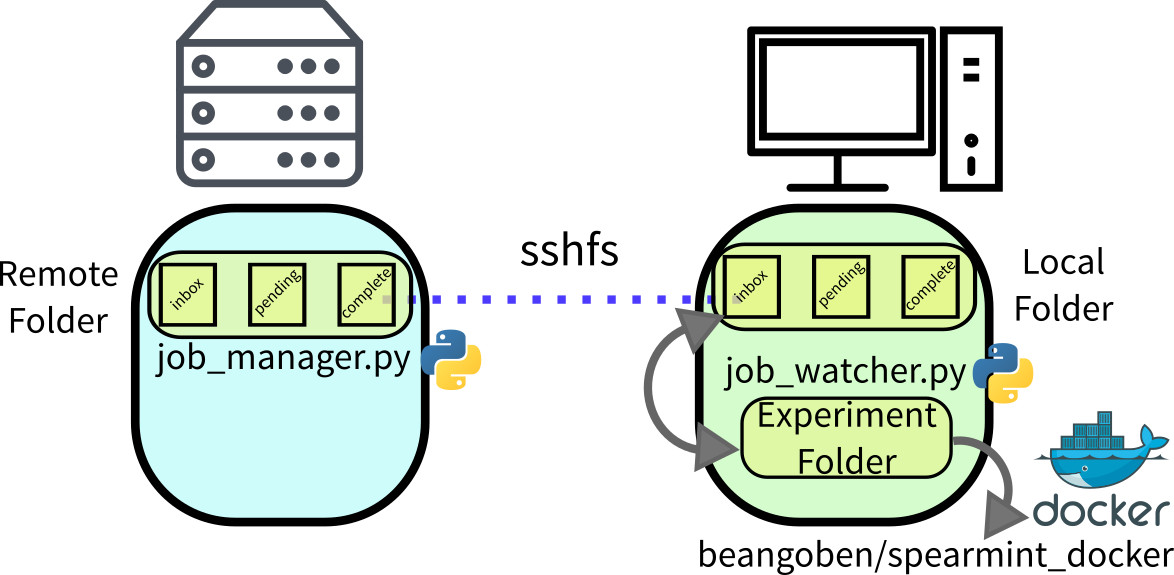 sshfs
Remote
Folder
inbox
pending
complete
job_manager.py
Local
Folder
inbox
pending
complete
job_watcher.py
Experiment
Folder
docker
beangoben/spearmint_docker